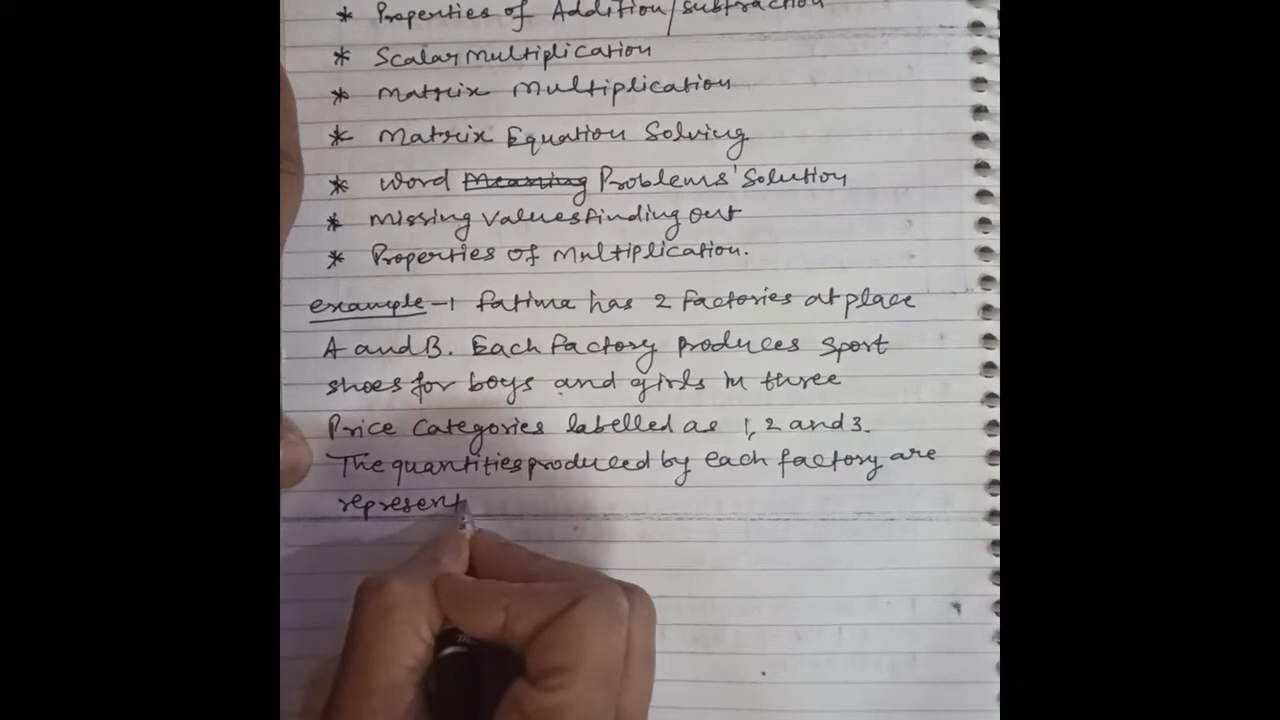 * Properties of Addition/subtraction
* Scalar multiplication
* Matrix Multiplication
* Matrix Equation Solving
* Word Meaning Problems' Solution
* Missing values finding out
* Properties of Multiplication.
example-1 Fatima has 2 factories at place
A and B. Each factory produces sport
shoes for boys and girls in three
Price Categories labelled as 1, 2 and 3.
The quantities produced by each factory are
represent